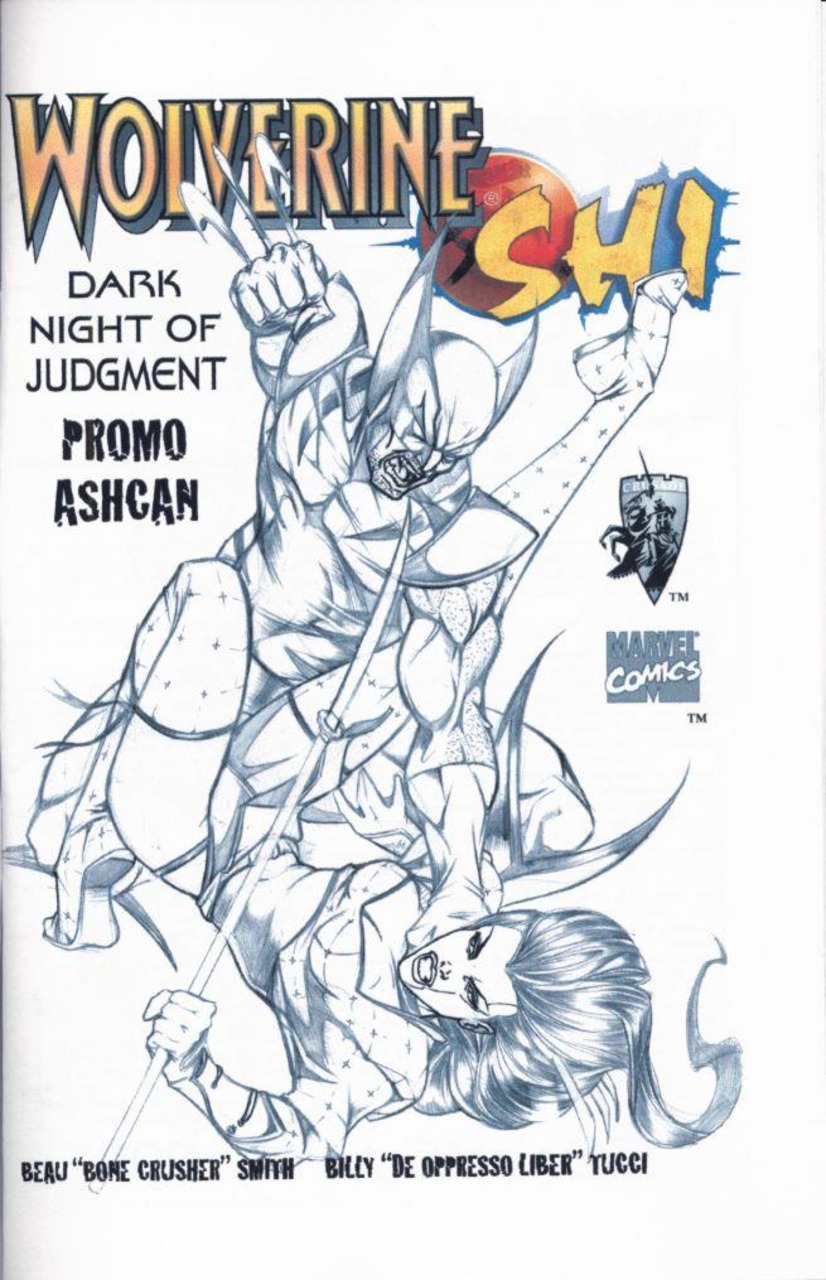 WOLVERINE
®
SHI
DARK
NIGHT OF
JUDGMENT
PROMO
ASHCAN
CRUSADE
TM
MARVEL
COMICS
M
TM
BEAU "BONE CRUSHER" SMITH BILLY "DE OPPRESSO LIBER" TUCCI